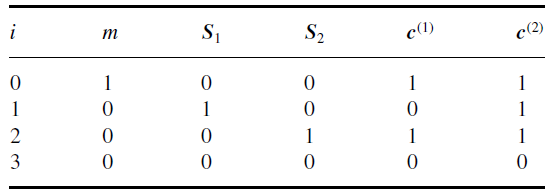 i m S₁ S₂ c⁽¹⁾ c⁽²⁾
0 1 0 0 1 1
1 0 1 0 0 1
2 0 0 1 1 1
3 0 0 0 0 0